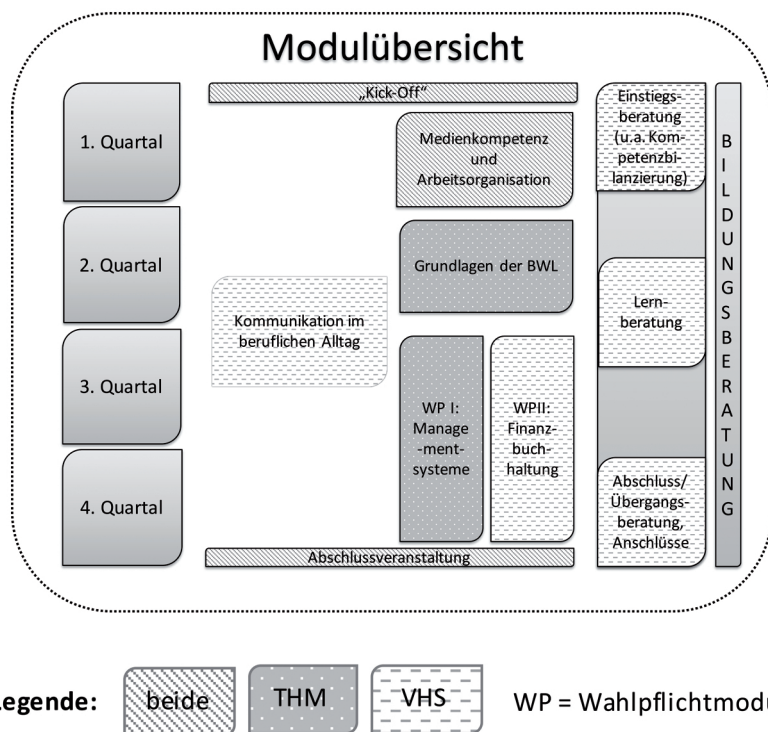 Modulübersicht
1. Quartal
2. Quartal
3. Quartal
4. Quartal
„Kick-Off“
Medienkompetenz
und
Arbeitsorganisation
Grundlagen der BWL
Kommunikation im
beruflichen Alltag
WP I:
Manage
-ment-
systeme
WPII:
Finanz-
buch-
haltung
Abschlussveranstaltung
Einstiegs-
beratung
(u.a. Kom-
petenzbi-
lanzierung)
Lern-
beratung
Abschluss/
Übergangs-
beratung,
Anschlüsse
B
I
L
D
U
N
G
S
B
E
R
A
T
U
N
G
egende:
beide
THM
VHS
WP = Wahlpflichtmodu